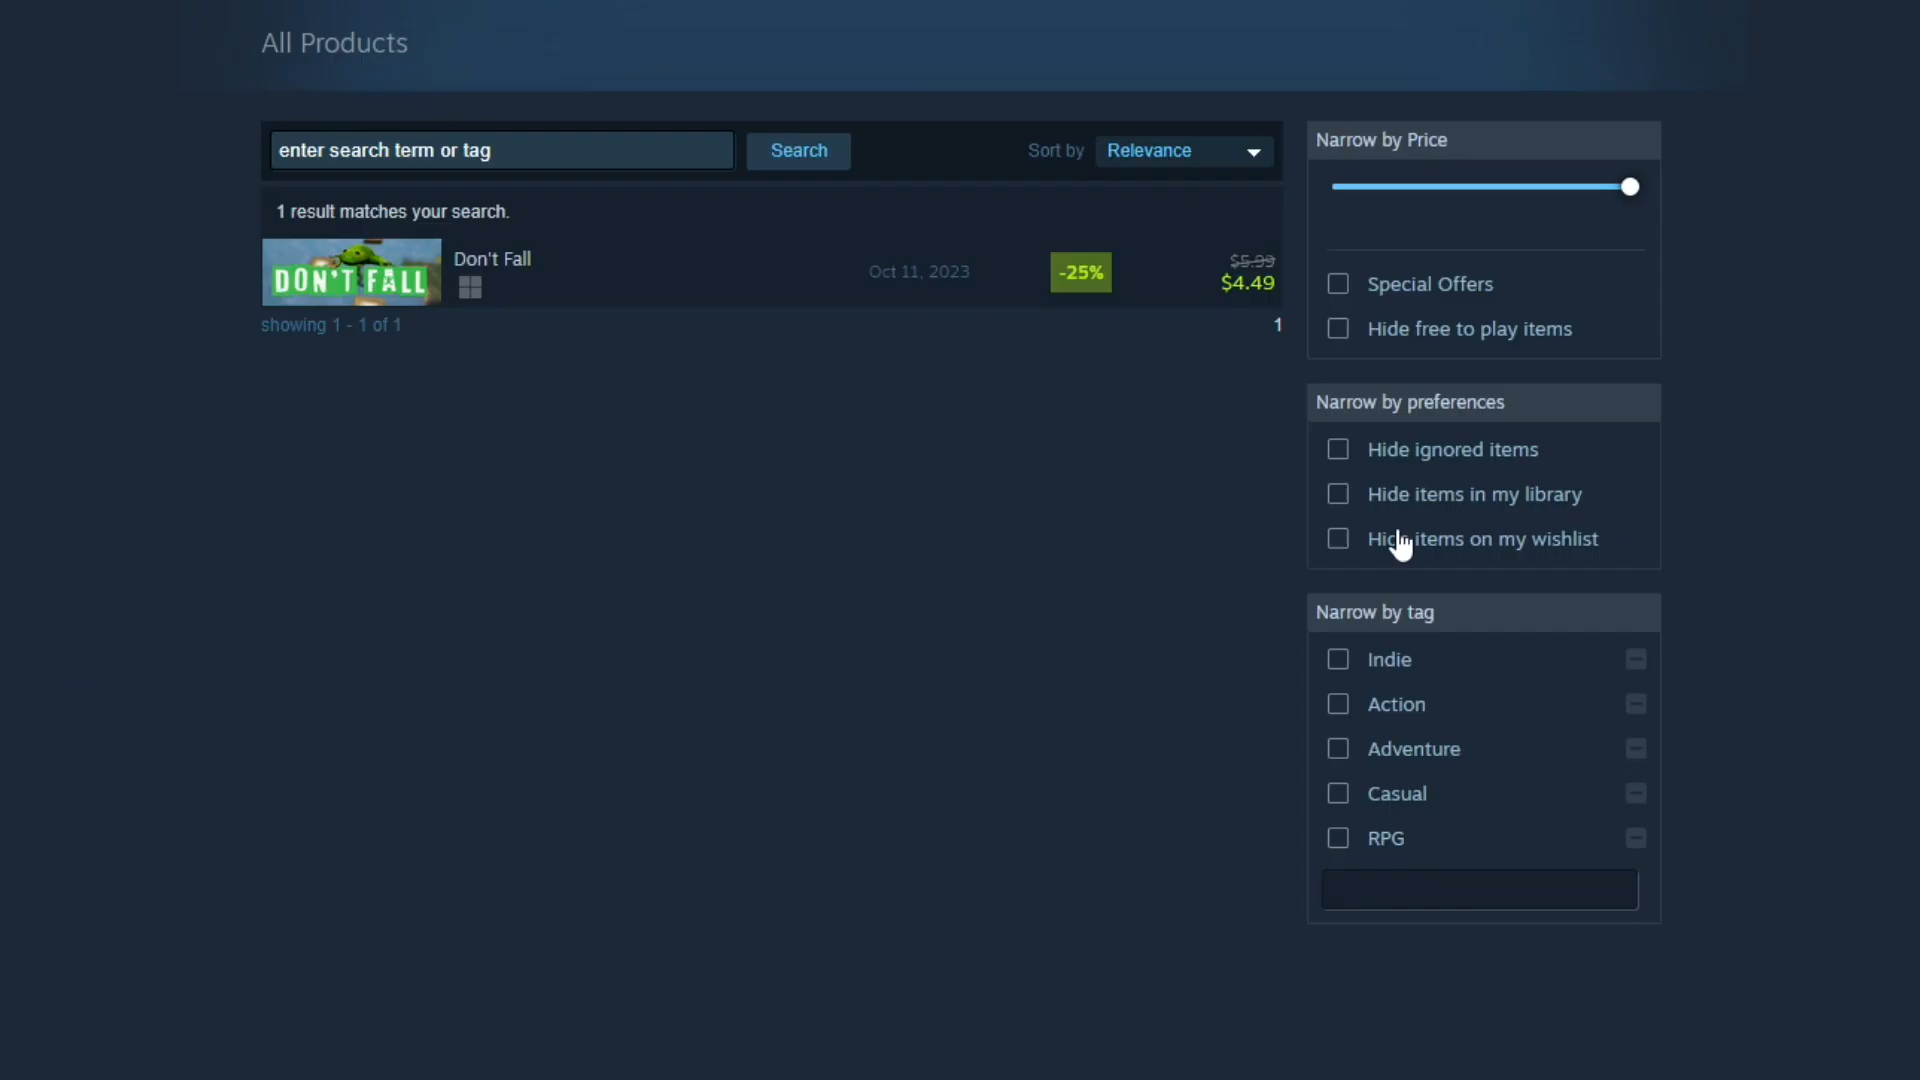 All Products
enter search term or tag
Search
Sort by
Relevance
1 result matches your search.
DON'T FALL
Don't Fall
Oct 11, 2023
-25%
$5.99
$4.49
showing 1 - 1 of 1
1
Narrow by Price
Special Offers
Hide free to play items
Narrow by preferences
Hide ignored items
Hide items in my library
Hide items on my wishlist
Narrow by tag
Indie
Action
Adventure
Casual
RPG